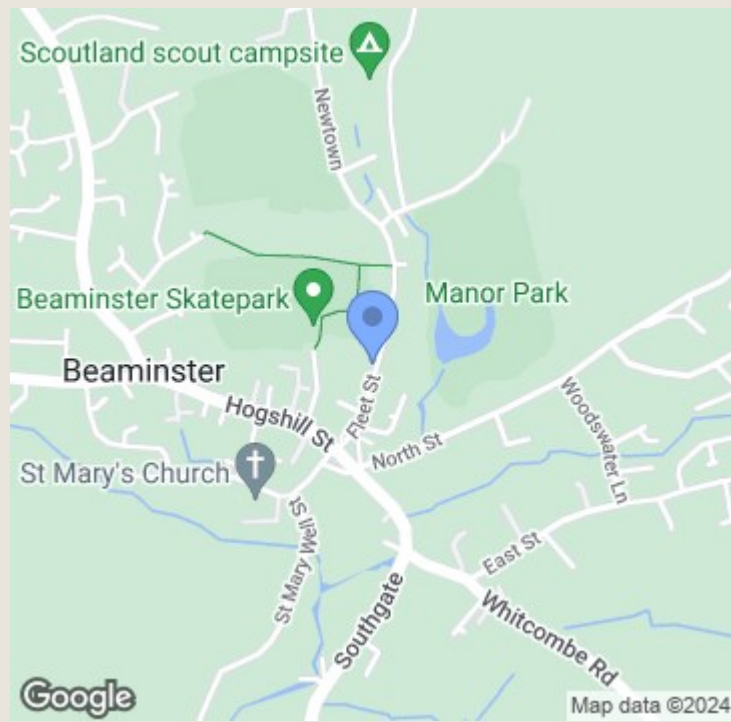 Scoutland scout campsite
Newtown
Beaminster Skatepark
Manor Park
Beaminster
Fleet St
Woodswater Ln
Hogshill St
North St
St Mary's Church
St Mary Well St
East St
Southgate
Whitcombe Rd
Google
Map data ©2024